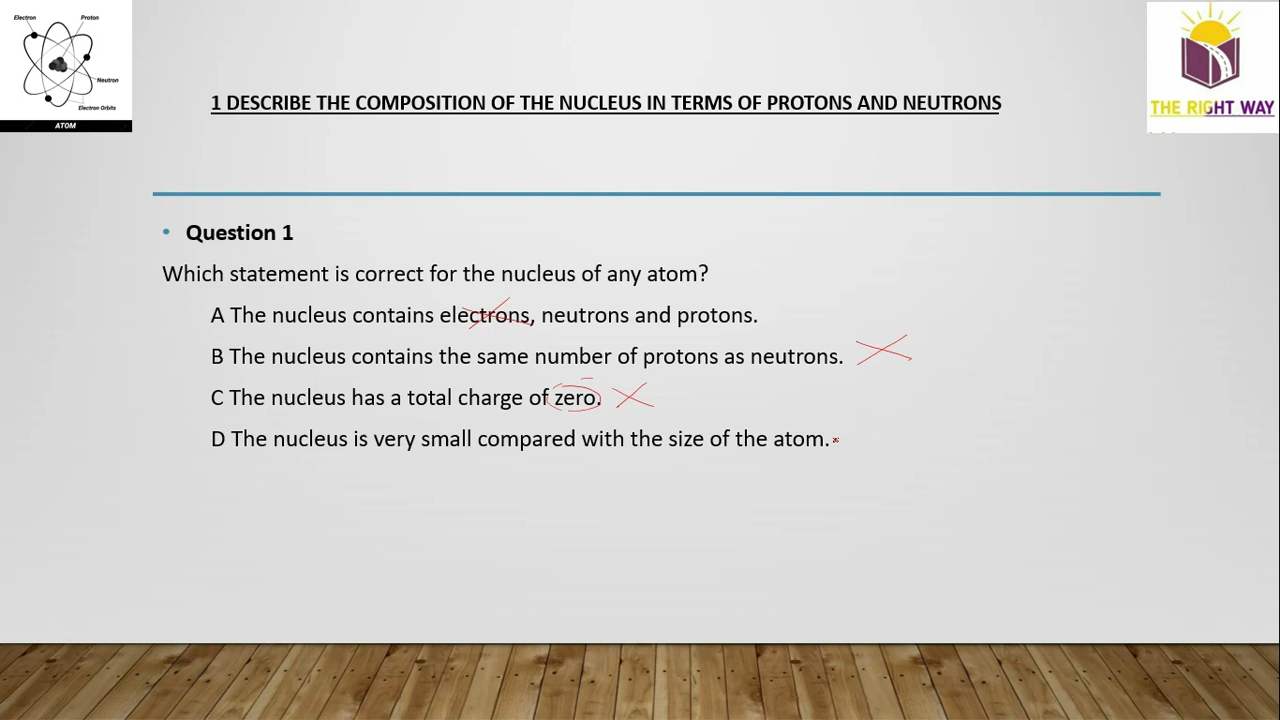 Electron
Proton
Neutron
Electron Orbits
ATOM
THE RIGHT WAY
1 DESCRIBE THE COMPOSITION OF THE NUCLEUS IN TERMS OF PROTONS AND NEUTRONS
• Question 1
Which statement is correct for the nucleus of any atom?
A The nucleus contains electrons, neutrons and protons.
B The nucleus contains the same number of protons as neutrons.
C The nucleus has a total charge of zero.
D The nucleus is very small compared with the size of the atom.